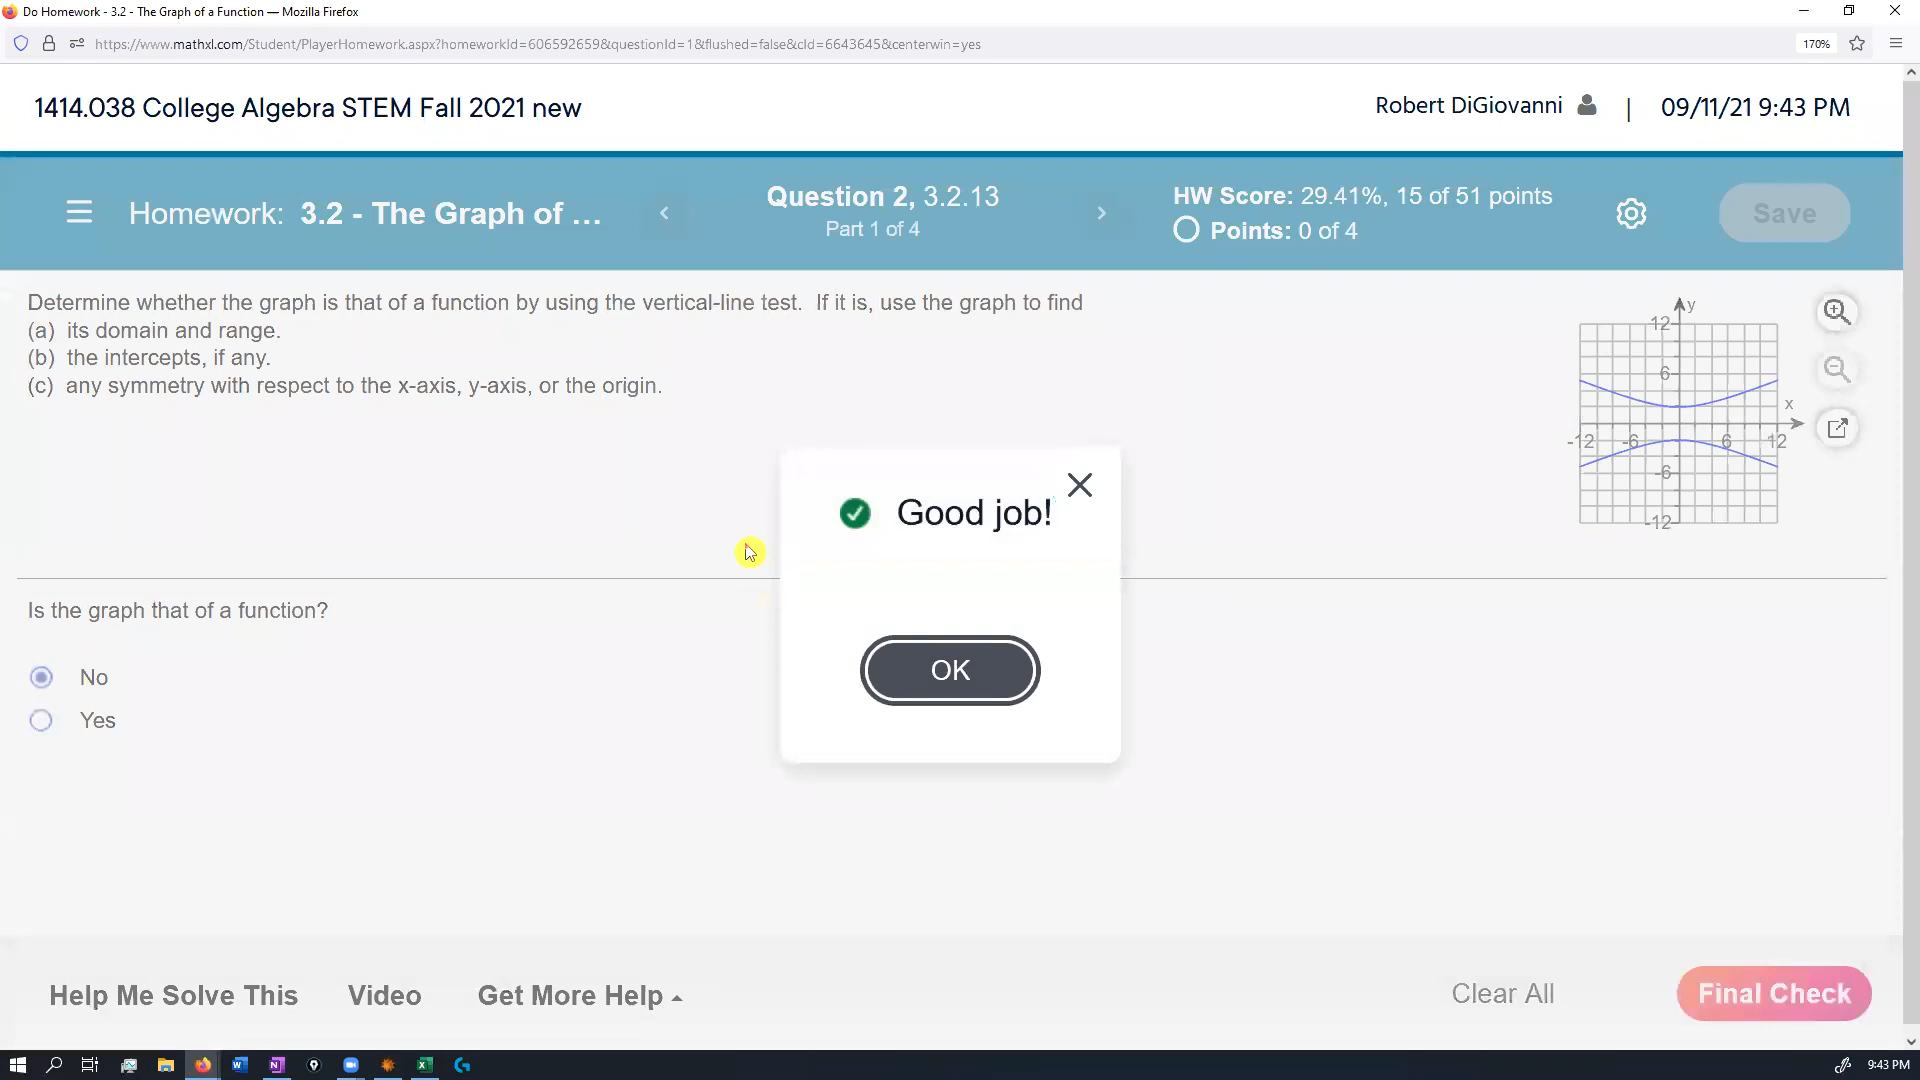 Do Homework - 3.2 - The Graph of a Function — Mozilla Firefox
https://www.mathxl.com/Student/PlayerHomework.aspx?homeworkId=606592659&questionId=1&flushed=false&cId=6643645&centerwin=yes
170%
1414.038 College Algebra STEM Fall 2021 new
Robert DiGiovanni | 09/11/21 9:43 PM
Homework: 3.2 - The Graph of ...
Question 2, 3.2.13
Part 1 of 4
HW Score: 29.41%, 15 of 51 points
Points: 0 of 4
Save
Determine whether the graph is that of a function by using the vertical-line test. If it is, use the graph to find
(a) its domain and range.
(b) the intercepts, if any.
(c) any symmetry with respect to the x-axis, y-axis, or the origin.
y
12
6
x
-12 -6 6 12
-6
-12
Good job!
OK
Is the graph that of a function?
No
Yes
Help Me Solve This
Video
Get More Help
Clear All
Final Check
9:43 PM